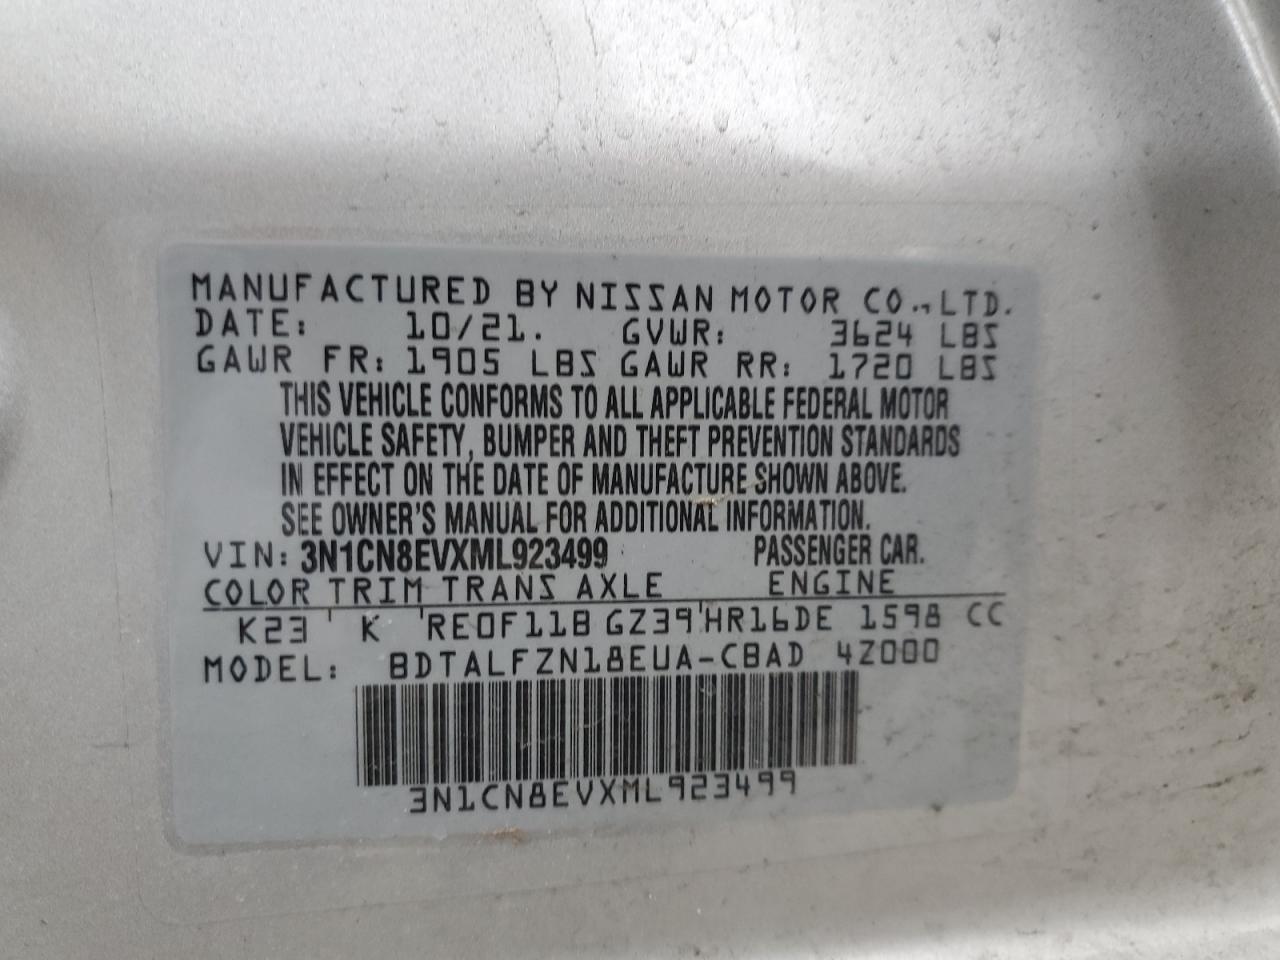 MANUFACTURED BY NISSAN MOTOR CO.,LTD.
DATE: 10/21. GVWR: 3624 LBS
GAWR FR: 1905 LBS GAWR RR: 1720 LBS
THIS VEHICLE CONFORMS TO ALL APPLICABLE FEDERAL MOTOR
VEHICLE SAFETY, BUMPER AND THEFT PREVENTION STANDARDS
IN EFFECT ON THE DATE OF MANUFACTURE SHOWN ABOVE.
SEE OWNER'S MANUAL FOR ADDITIONAL INFORMATION.
VIN: 3N1CN8EVXML923499 PASSENGER CAR.
COLOR TRIM TRANS AXLE ENGINE
K23 ' K 'RE0F11B GZ39'HR16DE 1598 CC
MODEL: BDTALFZN18EUA-CBAD 4Z000
3N1CN8EVXML923499